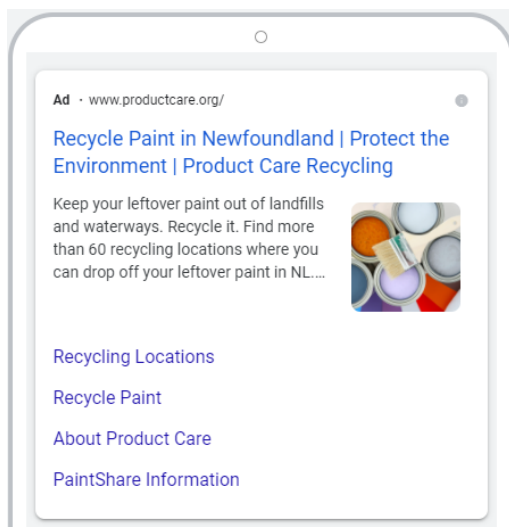 Ad · www.productcare.org/
Recycle Paint in Newfoundland | Protect the
Environment | Product Care Recycling
Keep your leftover paint out of landfills
and waterways. Recycle it. Find more
than 60 recycling locations where you
can drop off your leftover paint in NL....
Recycling Locations
Recycle Paint
About Product Care
PaintShare Information